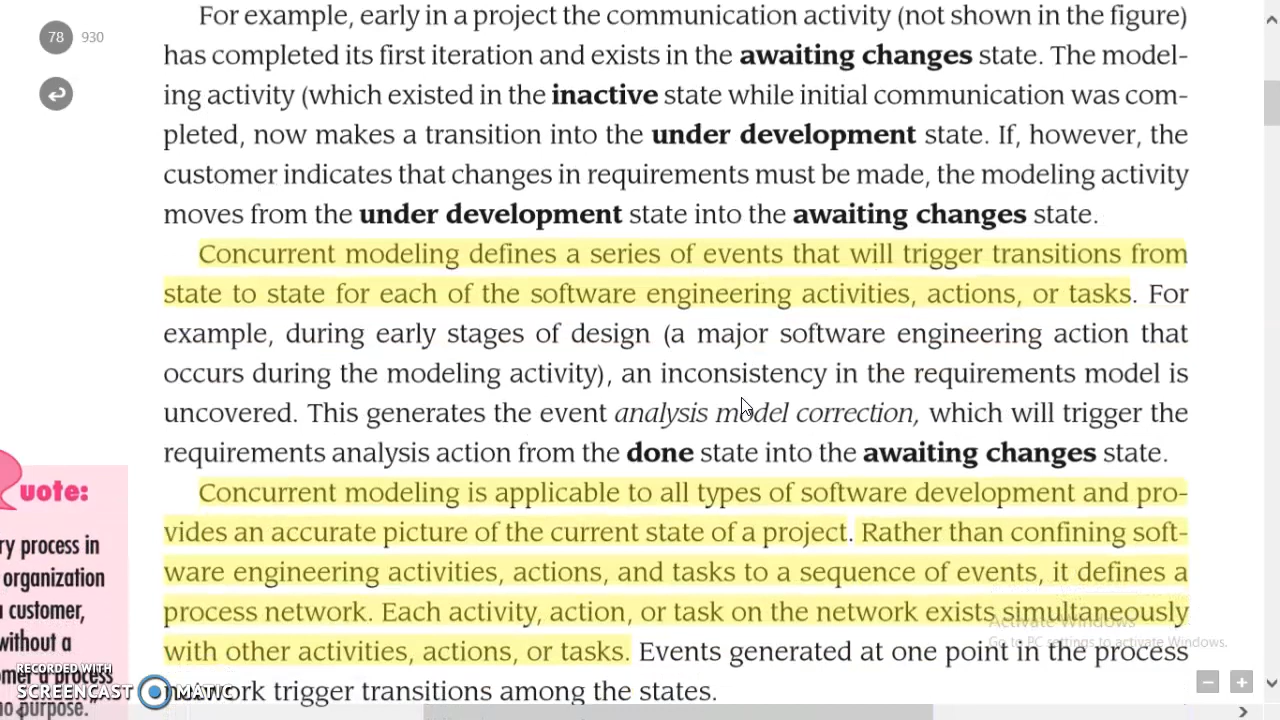 78 930
For example, early in a project the communication activity (not shown in the figure)
has completed its first iteration and exists in the awaiting changes state. The model-
ing activity (which existed in the inactive state while initial communication was com-
pleted, now makes a transition into the under development state. If, however, the
customer indicates that changes in requirements must be made, the modeling activity
moves from the under development state into the awaiting changes state.
Concurrent modeling defines a series of events that will trigger transitions from
state to state for each of the software engineering activities, actions, or tasks. For
example, during early stages of design (a major software engineering action that
occurs during the modeling activity), an inconsistency in the requirements model is
uncovered. This generates the event analysis model correction, which will trigger the
requirements analysis action from the done state into the awaiting changes state.
Concurrent modeling is applicable to all types of software development and pro-
vides an accurate picture of the current state of a project. Rather than confining soft-
ware engineering activities, actions, and tasks to a sequence of events, it defines a
process network. Each activity, action, or task on the network exists simultaneously
with other activities, actions, or tasks. Events generated at one point in the process
work trigger transitions among the states.
uote:
ry process in
organization
customer,
without a
omer a process
no purpose."
Activate Windows
Go to PC settings to activate Windows.
RECORDED WITH
SCREENCAST MATIC